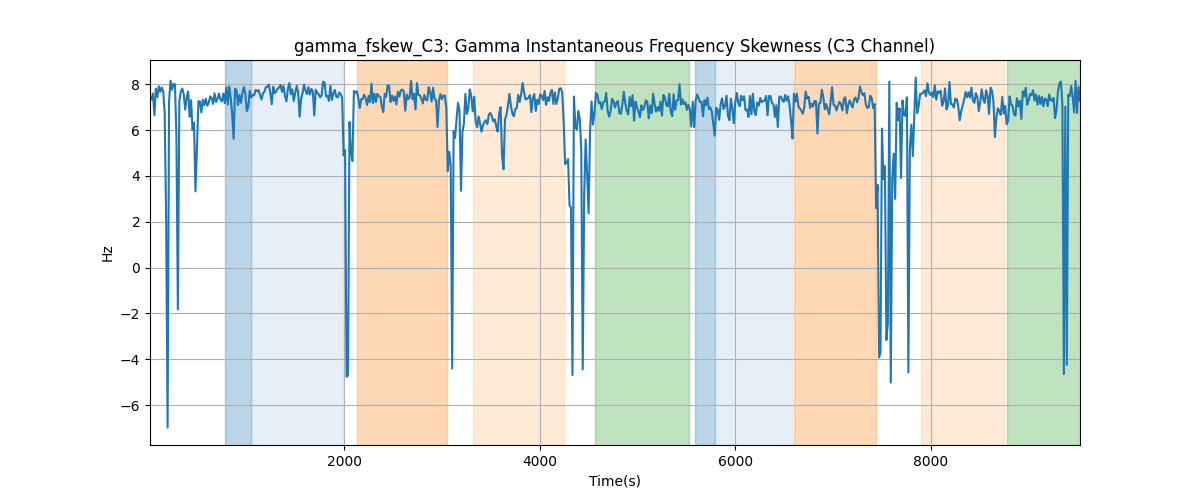 gamma_fskew_C3: Gamma Instantaneous Frequency Skewness (C3 Channel)
8
6
4
2
0
−2
−4
−6
Hz
2000 4000 6000 8000
Time(s)